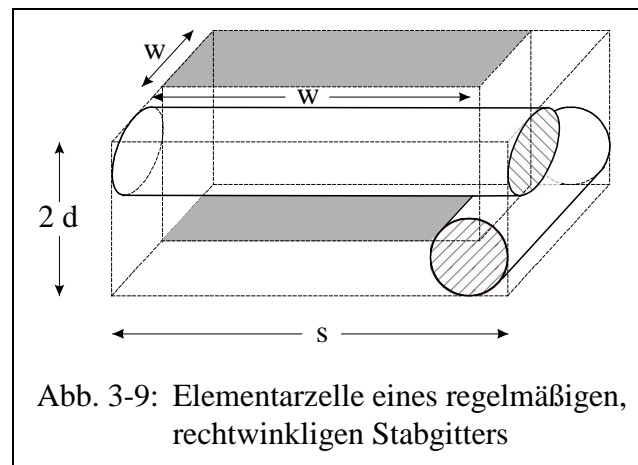 w
w
2 d
s
Abb. 3-9: Elementarzelle eines regelmäßigen,
rechtwinkligen Stabgitters